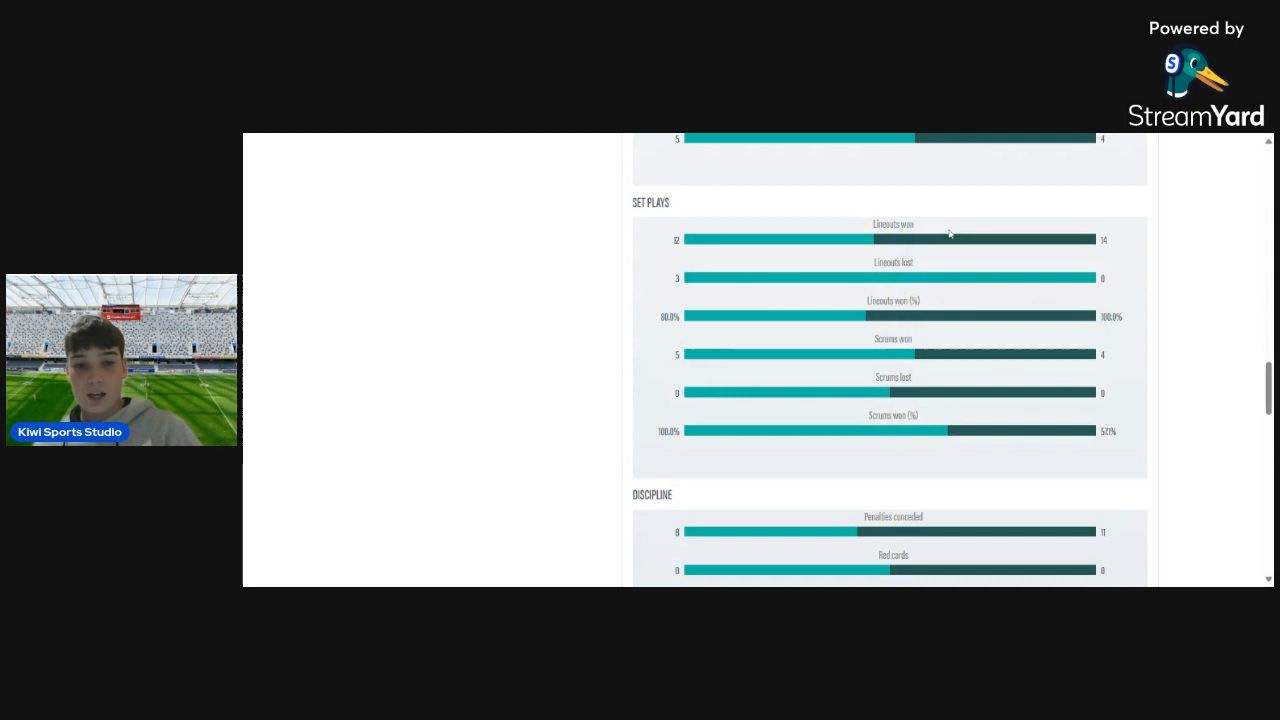 Powered by
StreamYard
5 4
SET PLAYS
Lineouts won
12 14
Lineouts lost
3 0
Lineouts won (%)
80.0% 100.0%
Scrums won
5 4
Scrums lost
0 0
Scrums won (%)
100.0% 57.1%
DISCIPLINE
Penalties conceded
8 11
Red cards
0 0
Kiwi Sports Studio